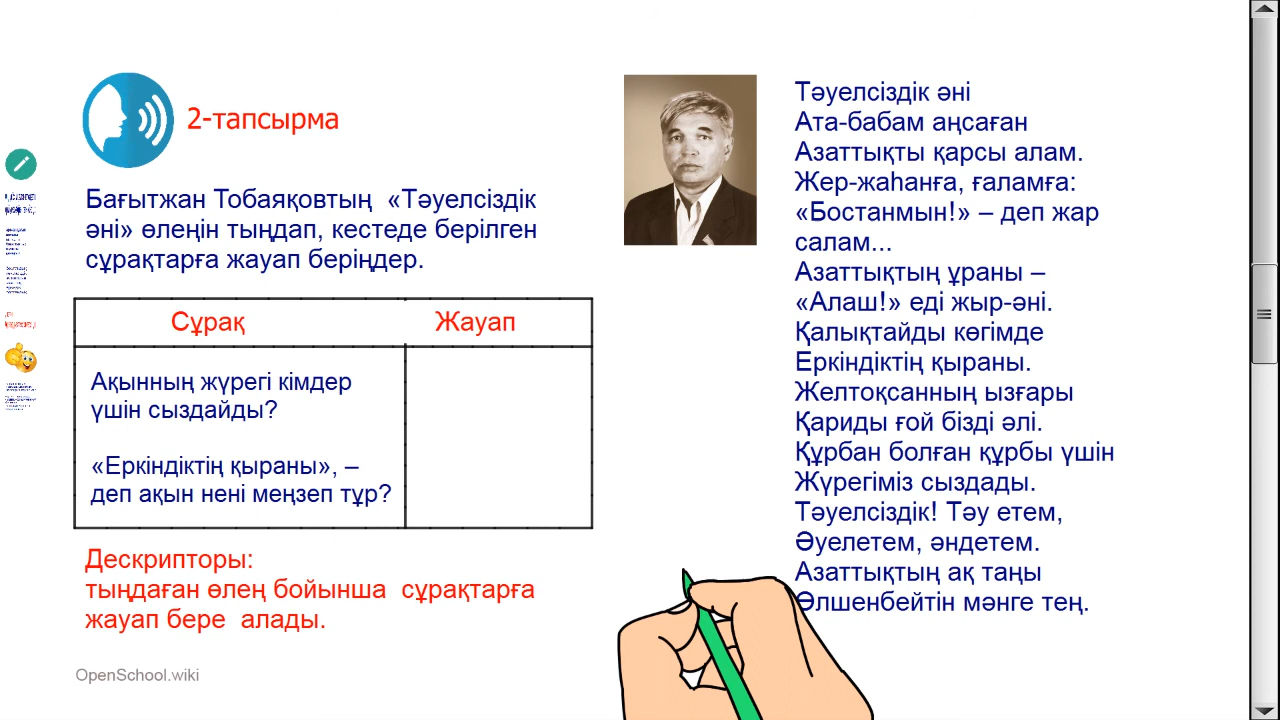 2-тапсырма
Бағытжан Тобаяқовтың «Тәуелсіздік
әні» өлеңін тыңдап, кестеде берілген
сұрақтарға жауап беріңдер.
Сұрақ Жауап
Ақынның жүрегі кімдер
үшін сыздайды?
«Еркіндіктің қыраны», –
деп ақын нені меңзеп тұр?
Дескрипторы:
тыңдаған өлең бойынша сұрақтарға
жауап бере алады.
OpenSchool.wiki
Тәуелсіздік әні
Ата-бабам аңсаған
Азаттықты қарсы алам.
Жер-жаһанға, ғаламға:
«Бостанмын!» – деп жар
салам...
Азаттықтың ұраны –
«Алаш!» еді жыр-әні.
Қалықтайды көгімде
Еркіндіктің қыраны.
Желтоқсанның ызғары
Қариды ғой бізді әлі.
Құрбан болған құрбы үшін
Жүрегіміз сыздады.
Тәуелсіздік! Тәу етем,
Әуелетем, әндетем.
Азаттықтың ақ таңы
Өлшенбейтін мәнге тең.